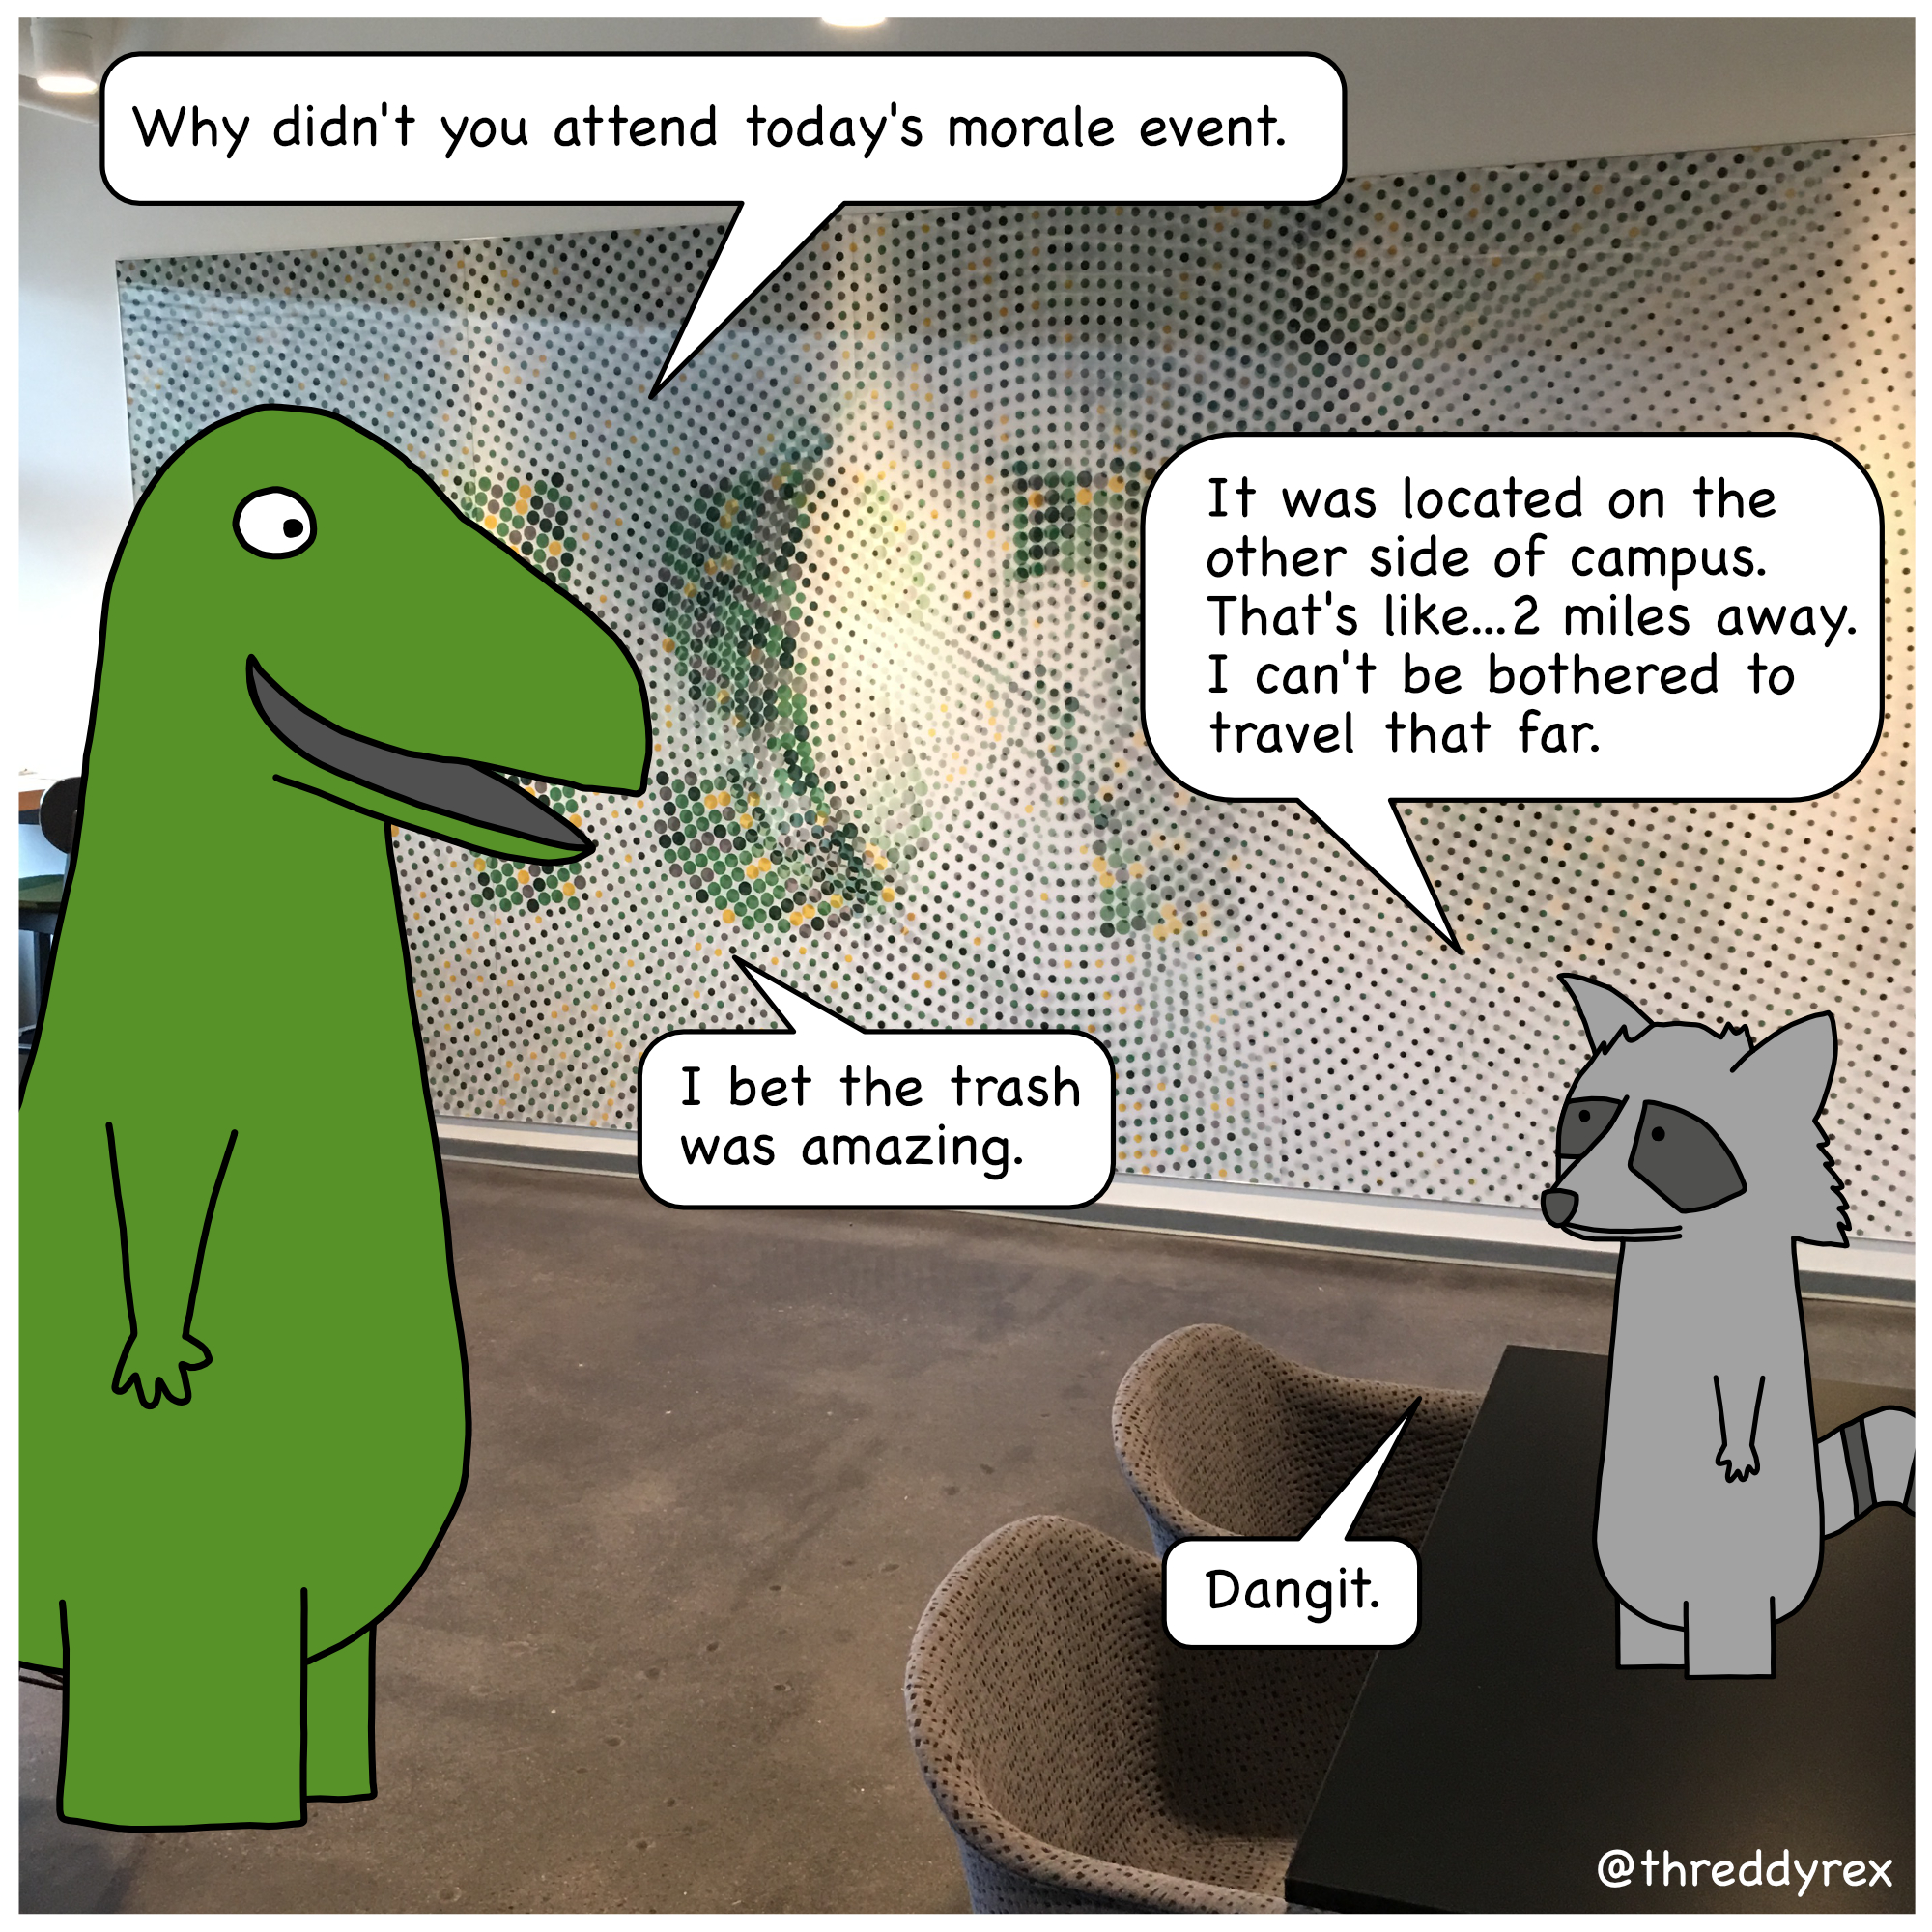 Why didn't you attend today's morale event.
It was located on the
other side of campus.
That's like...2 miles away.
I can't be bothered to
travel that far.
I bet the trash
was amazing.
Dangit.
@threddyrex